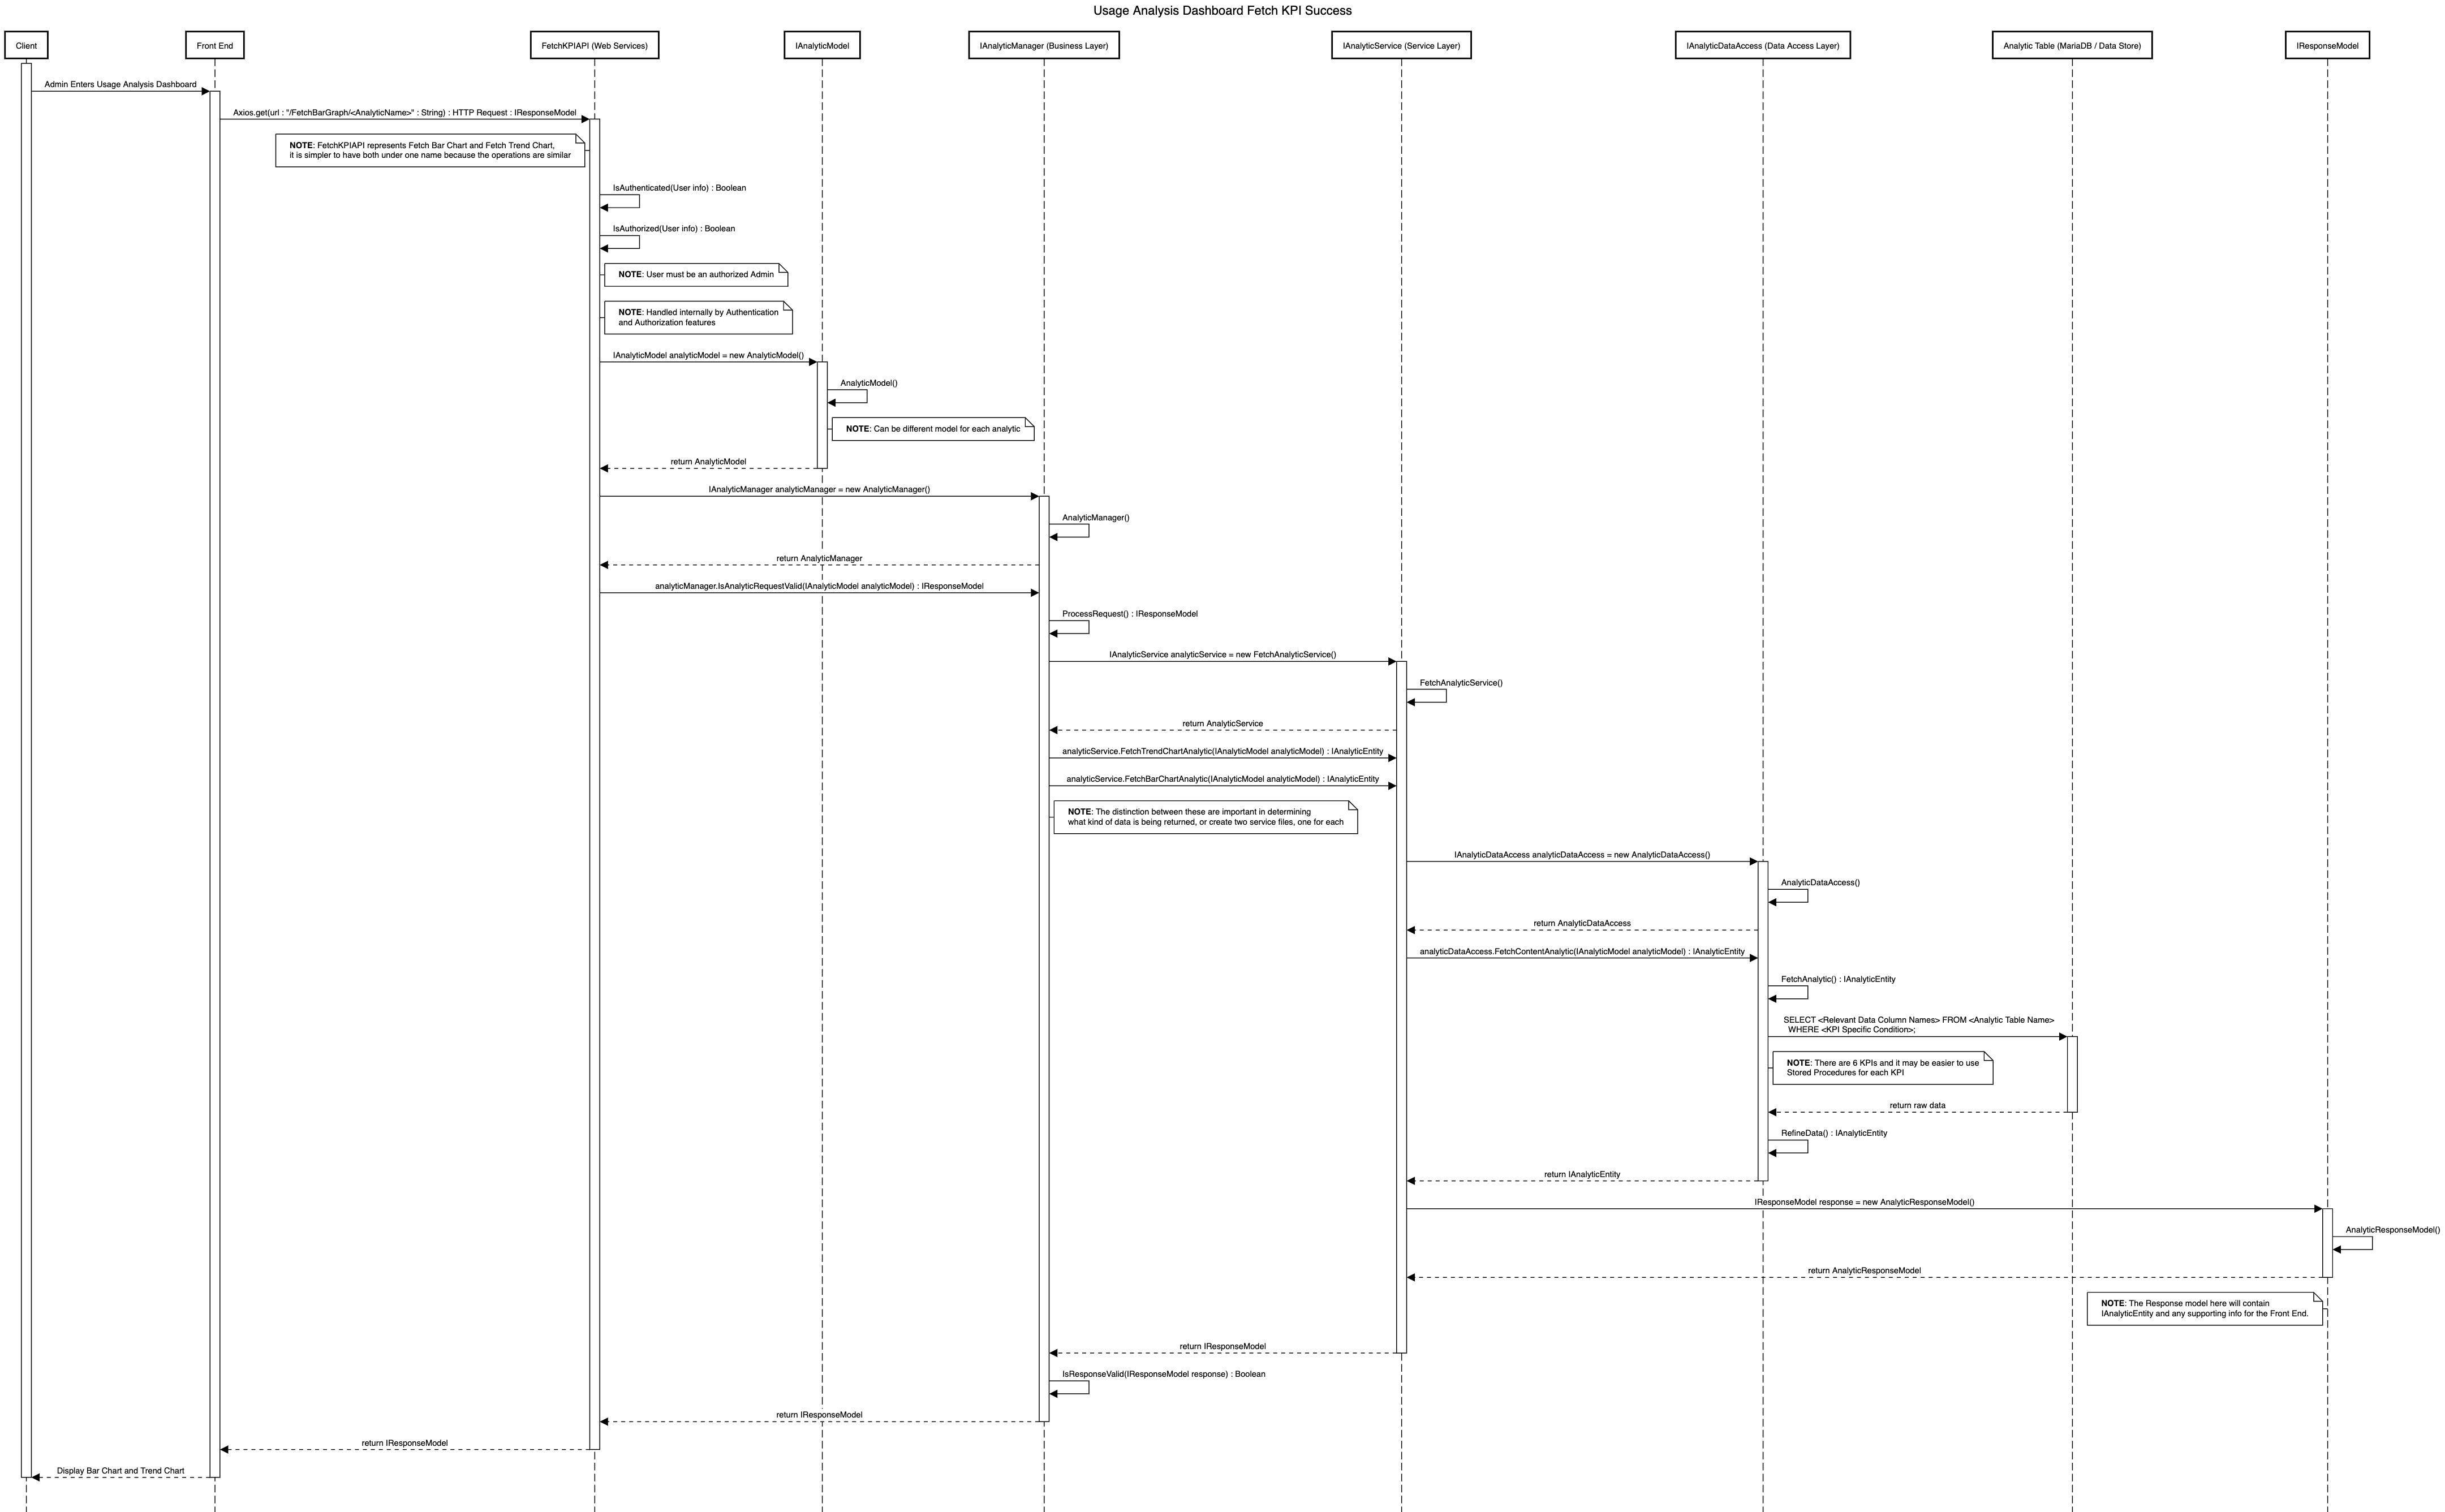 Usage Analysis Dashboard Fetch KPI Success
Client
Front End
FetchKPIAPI (Web Services)
IAnalyticModel
IAnalyticManager (Business Layer)
IAnalyticService (Service Layer)
IAnalyticDataAccess (Data Access Layer)
Analytic Table (MariaDB / Data Store)
IResponseModel
Admin Enters Usage Analysis Dashboard
Axios.get(url : "/FetchBarGraph/<AnalyticName>" : String) : HTTP Request : IResponseModel
NOTE: FetchKPIAPI represents Fetch Bar Chart and Fetch Trend Chart,
it is simpler to have both under one name because the operations are similar
IsAuthenticated(User info) : Boolean
IsAuthorized(User info) : Boolean
NOTE: User must be an authorized Admin
NOTE: Handled internally by Authentication
and Authorization features
IAnalyticModel analyticModel = new AnalyticModel()
AnalyticModel()
NOTE: Can be different model for each analytic
return AnalyticModel
IAnalyticManager analyticManager = new AnalyticManager()
AnalyticManager()
return AnalyticManager
analyticManager.IsAnalyticRequestValid(IAnalyticModel analyticModel) : IResponseModel
ProcessRequest() : IResponseModel
IAnalyticService analyticService = new FetchAnalyticService()
FetchAnalyticService()
return AnalyticService
analyticService.FetchTrendChartAnalytic(IAnalyticModel analyticModel) : IAnalyticEntity
analyticService.FetchBarChartAnalytic(IAnalyticModel analyticModel) : IAnalyticEntity
NOTE: The distinction between these are important in determining
what kind of data is being returned, or create two service files, one for each
IAnalyticDataAccess analyticDataAccess = new AnalyticDataAccess()
AnalyticDataAccess()
return AnalyticDataAccess
analyticDataAccess.FetchContentAnalytic(IAnalyticModel analyticModel) : IAnalyticEntity
FetchAnalytic() : IAnalyticEntity
SELECT <Relevant Data Column Names> FROM <Analytic Table Name>
WHERE <KPI Specific Condition>;
NOTE: There are 6 KPIs and it may be easier to use
Stored Procedures for each KPI
return raw data
RefineData() : IAnalyticEntity
return IAnalyticEntity
IResponseModel response = new AnalyticResponseModel()
AnalyticResponseModel()
return AnalyticResponseModel
NOTE: The Response model here will contain
IAnalyticEntity and any supporting info for the Front End.
return IResponseModel
IsResponseValid(IResponseModel response) : Boolean
return IResponseModel
return IResponseModel
Display Bar Chart and Trend Chart